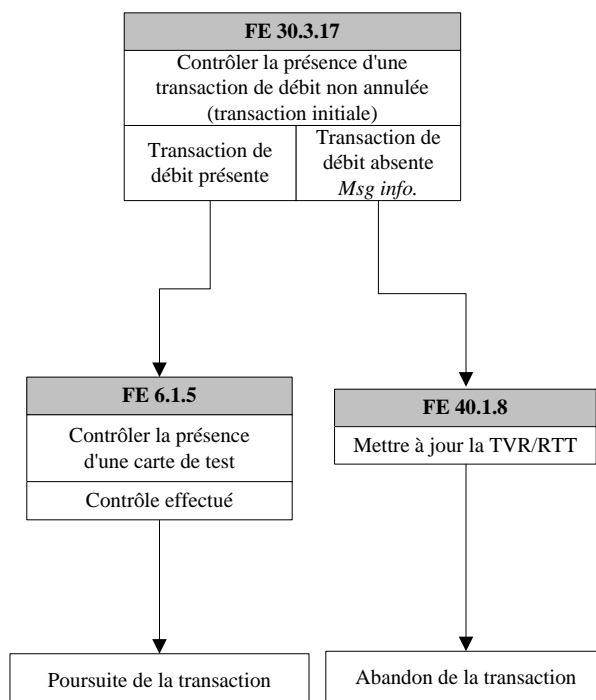 FE 30.3.17
Contrôler la présence d'une
transaction de débit non annulée
(transaction initiale)
Transaction de
débit présente
Transaction de
débit absente
Msg info.
FE 6.1.5
Contrôler la présence
d'une carte de test
Contrôle effectué
FE 40.1.8
Mettre à jour la TVR/RTT
Poursuite de la transaction
Abandon de la transaction